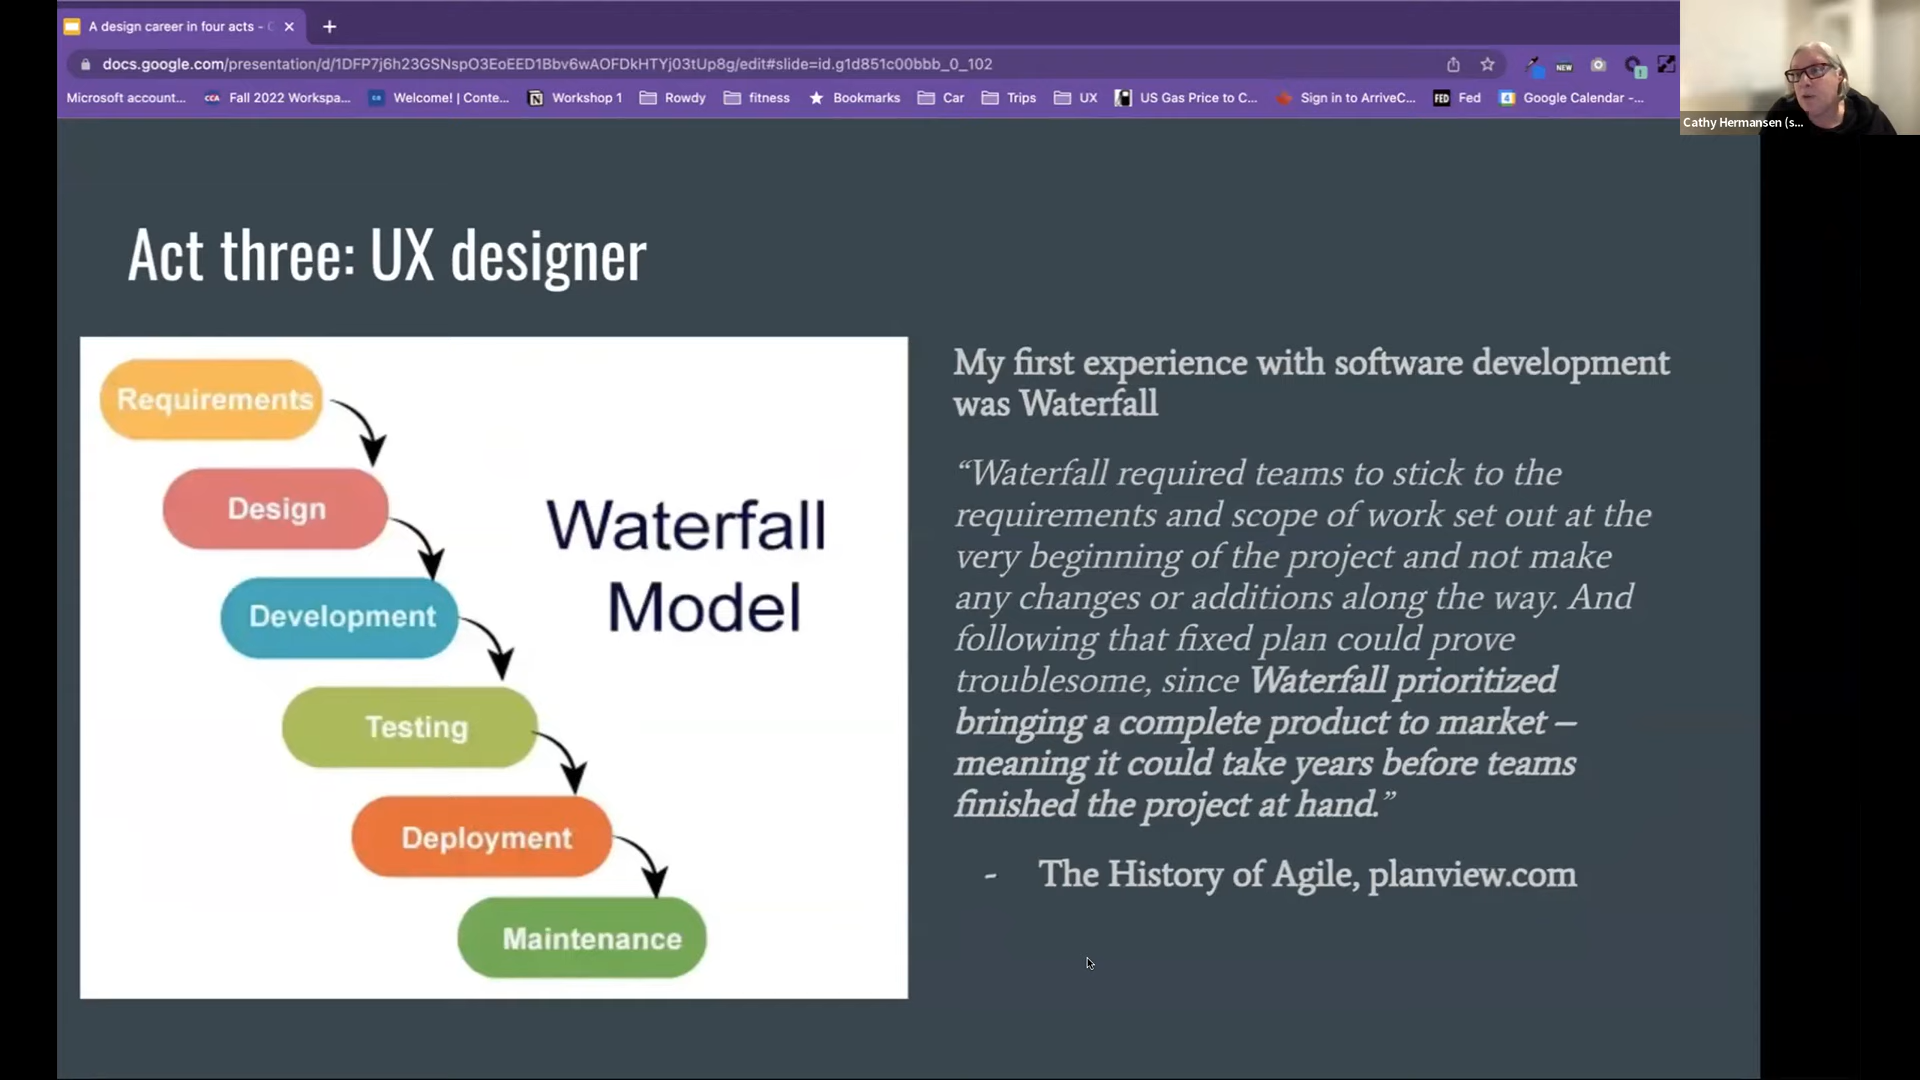 A design career in four acts -
docs.google.com/presentation/d/1DFP7j6h23GSNspO3EoEED1Bbv6wAOFDkHTYj03tUp8g/edit#slide=id.g1d851c00bbb_0_102
NEW
Microsoft account... CCA Fall 2022 Workspa... Welcome! | Conte... Workshop 1 Rowdy fitness Bookmarks Car Trips UX US Gas Price to C... Sign in to ArriveC... FED Fed 4 Google Calendar -...
Cathy Hermansen (s...
Act three: UX designer
Requirements
Design
Development
Testing
Deployment
Maintenance
Waterfall
Model
My first experience with software development
was Waterfall
“Waterfall required teams to stick to the
requirements and scope of work set out at the
very beginning of the project and not make
any changes or additions along the way. And
following that fixed plan could prove
troublesome, since Waterfall prioritized
bringing a complete product to market –
meaning it could take years before teams
finished the project at hand.”
- The History of Agile, planview.com